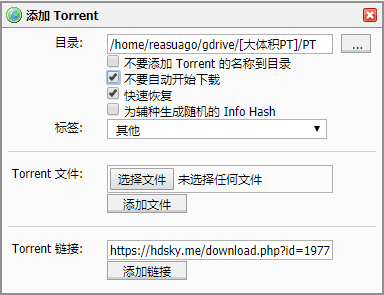 添加 Torrent
目录: /home/reasuago/gdrive/[大体积PT]/PT ...
不要添加 Torrent 的名称到目录
不要自动开始下载
快速恢复
为辅种生成随机的 Info Hash
标签: 其他
Torrent 文件: 选择文件 未选择任何文件
添加文件
Torrent 链接: https://hdsky.me/download.php?id=1977
添加链接